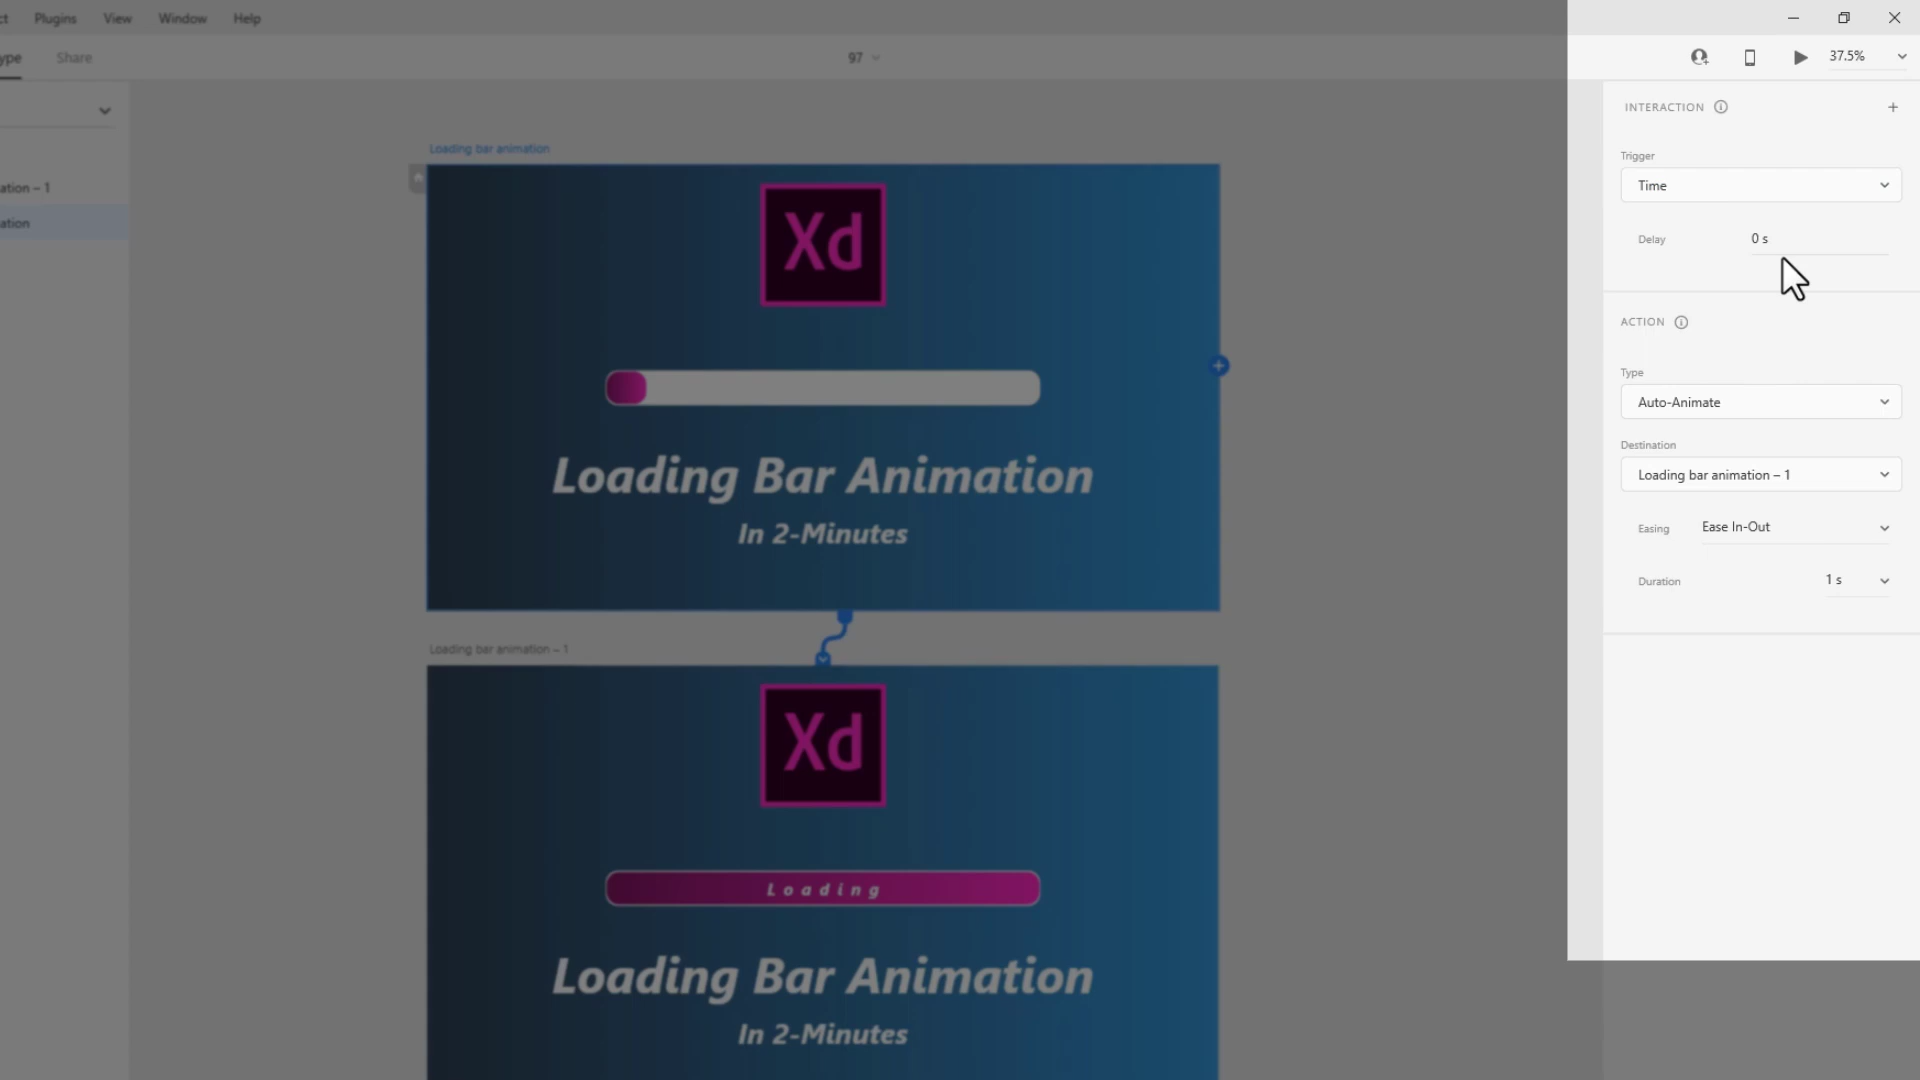 ct Plugins View Window Help
ype Share 97 37.5%
INTERACTION
Trigger
Time
Delay 0 s
ACTION
Type
Auto-Animate
Destination
Loading bar animation – 1
Easing Ease In-Out
Duration 1 s
ation – 1
ation
Loading bar animation
Xd
Loading Bar Animation
In 2-Minutes
Loading bar animation – 1
Xd
Loading
Loading Bar Animation
In 2-Minutes